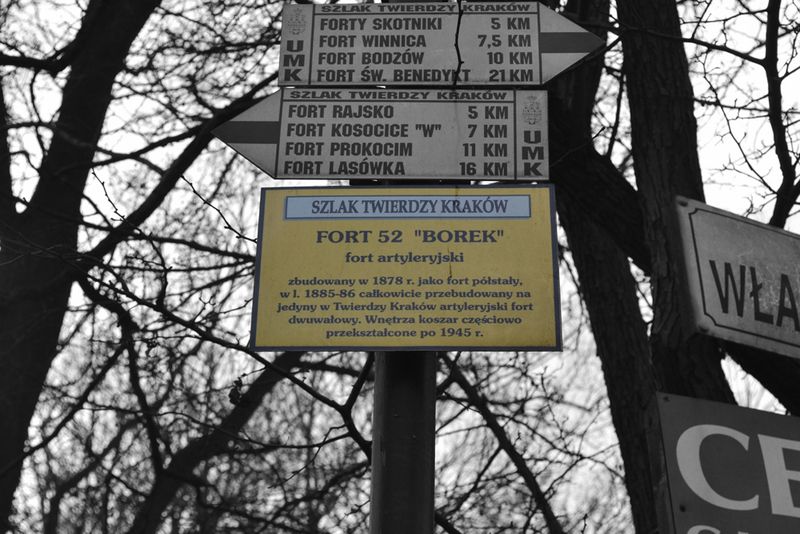 SZLAK TWIERDZY KRAKÓW
UMK
FORTY SKOTNIKI 5 KM
FORT WINNICA 7,5 KM
FORT BODZÓW 10 KM
FORT ŚW. BENEDYKT 21 KM
SZLAK TWIERDZY KRAKÓW
FORT RAJSKO 5 KM
FORT KOSOCICE "W" 7 KM
FORT PROKOCIM 11 KM
FORT LASÓWKA 16 KM
UMK
SZLAK TWIERDZY KRAKÓW
FORT 52 "BOREK"
fort artyleryjski
zbudowany w 1878 r. jako fort półstały,
w l. 1885-86 całkowicie przebudowany na
jedyny w Twierdzy Kraków artyleryjski fort
dwuwałowy. Wnętrza koszar częściowo
przekształcone po 1945 r.
WŁA
CE